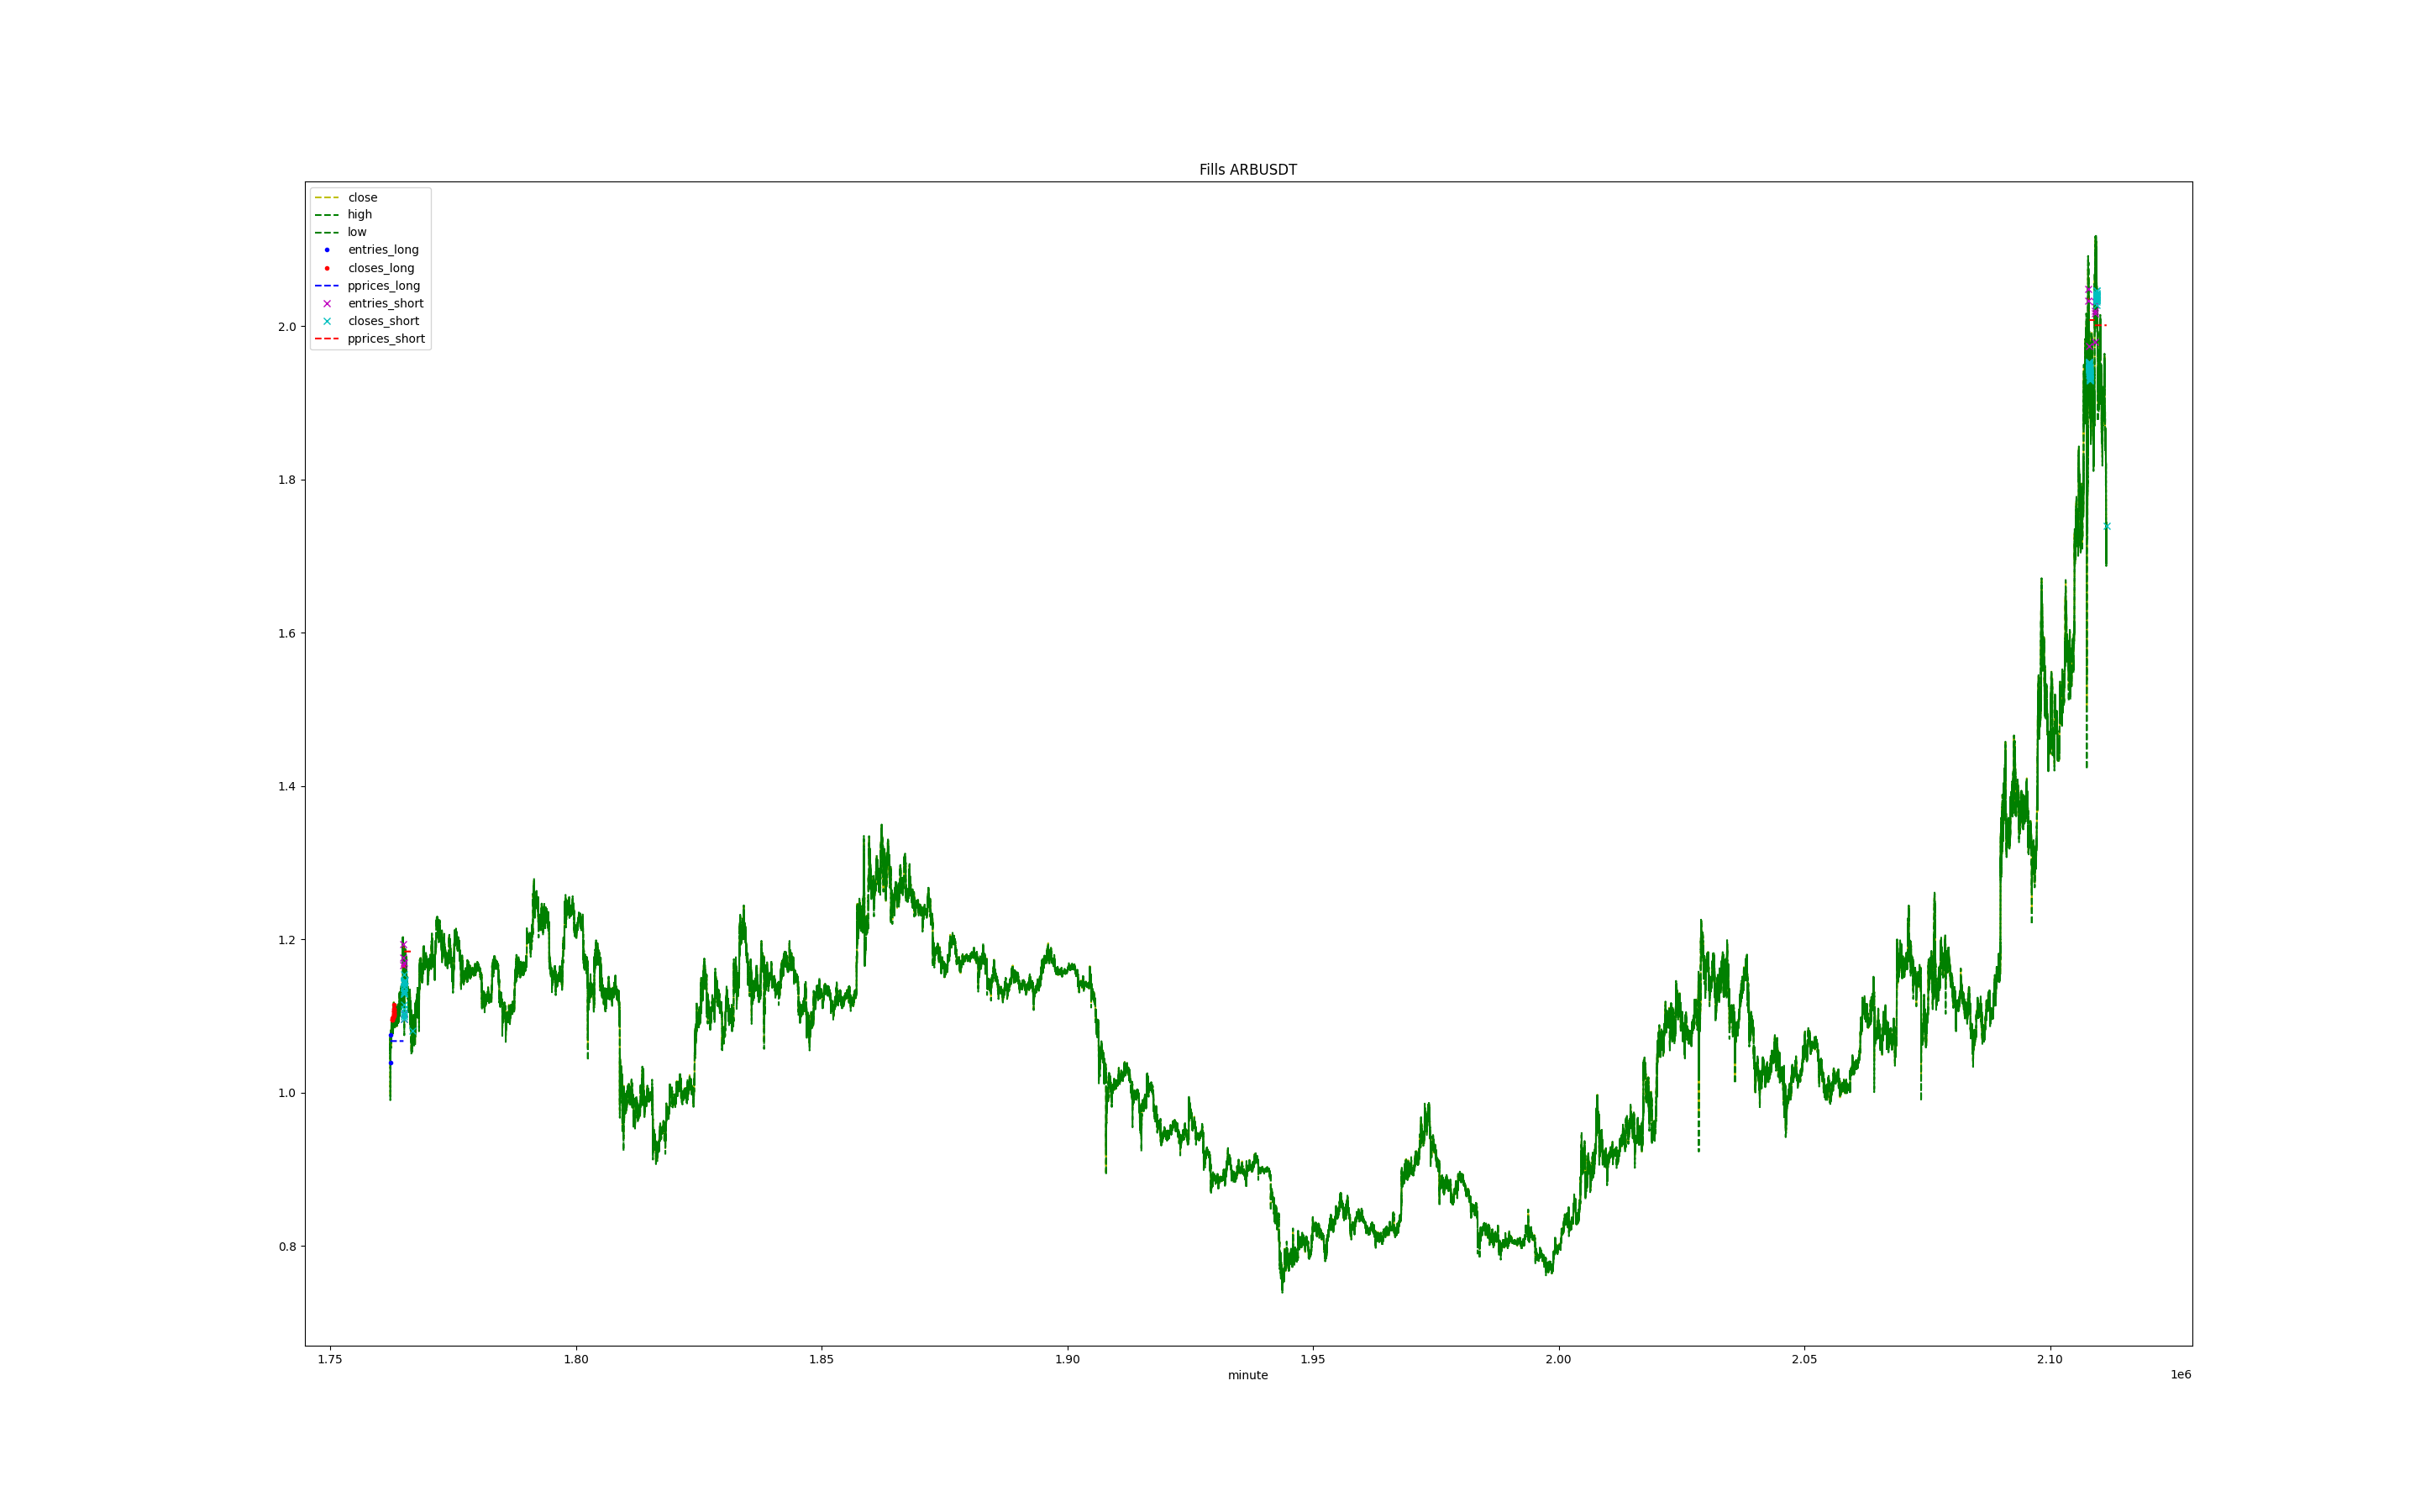 Fills ARBUSDT
close
high
low
entries_long
closes_long
pprices_long
entries_short
closes_short
pprices_short
2.0
1.8
1.6
1.4
1.2
1.0
0.8
1.75 1.80 1.85 1.90 1.95 2.00 2.05 2.10
minute 1e6